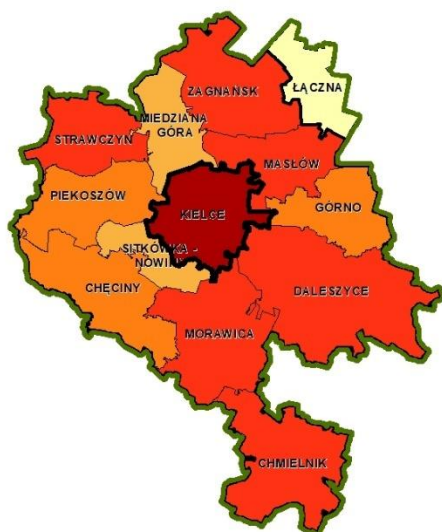 ZAGNAŃSK
ŁĄCZNA
MIEDZIANA
GÓRA
STRAWCZYN
MASŁÓW
PIEKOSZÓW
KIELCE
GÓRNO
SITKÓWKA -
NOWINY
CHĘCINY
DALESZYCE
MORAWICA
CHMIELNIK